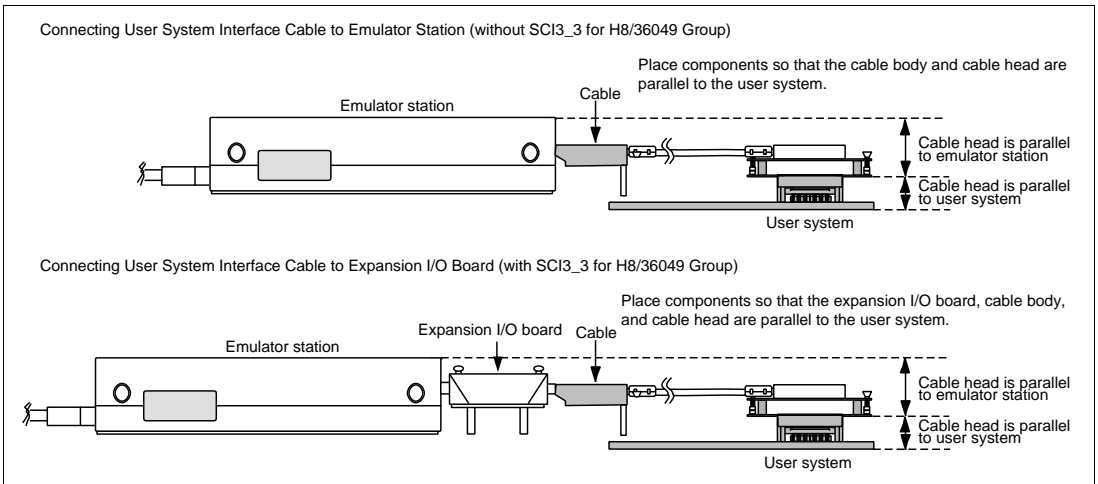 Connecting User System Interface Cable to Emulator Station (without SCI3_3 for H8/36049 Group)
Place components so that the cable body and cable head are
parallel to the user system.
Cable
Emulator station
Cable head is parallel
to emulator station
Cable head is parallel
to user system
User system
Connecting User System Interface Cable to Expansion I/O Board (with SCI3_3 for H8/36049 Group)
Place components so that the expansion I/O board, cable body,
and cable head are parallel to the user system.
Expansion I/O board
Cable
Emulator station
Cable head is parallel
to emulator station
Cable head is parallel
to user system
User system